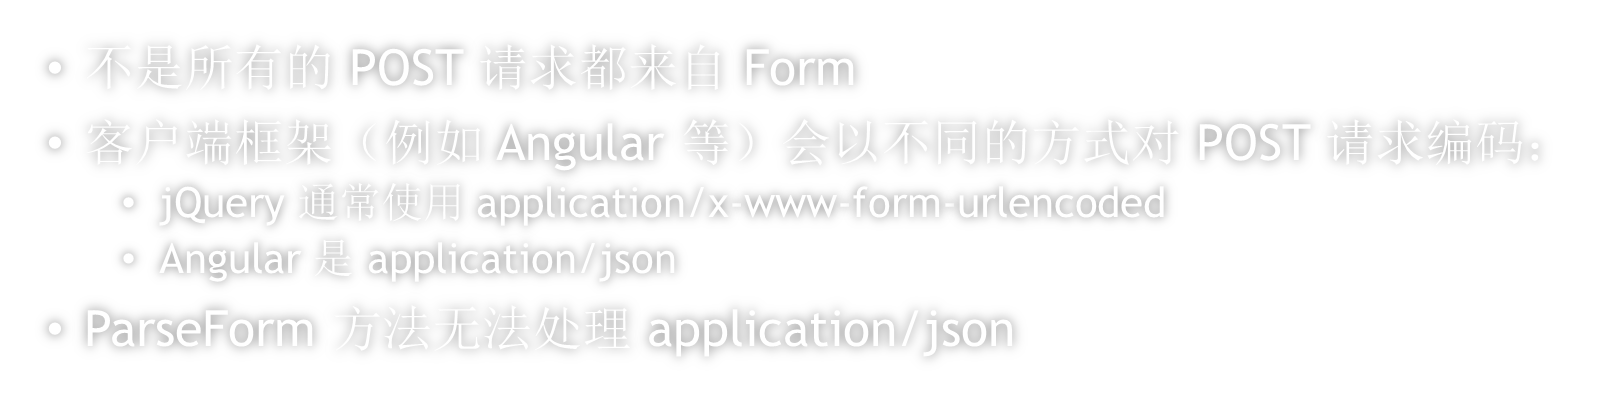 • 不是所有的 POST 请求都来自 Form
• 客户端框架（例如 Angular 等）会以不同的方式对 POST 请求编码：
• jQuery 通常使用 application/x-www-form-urlencoded
• Angular 是 application/json
• ParseForm 方法无法处理 application/json